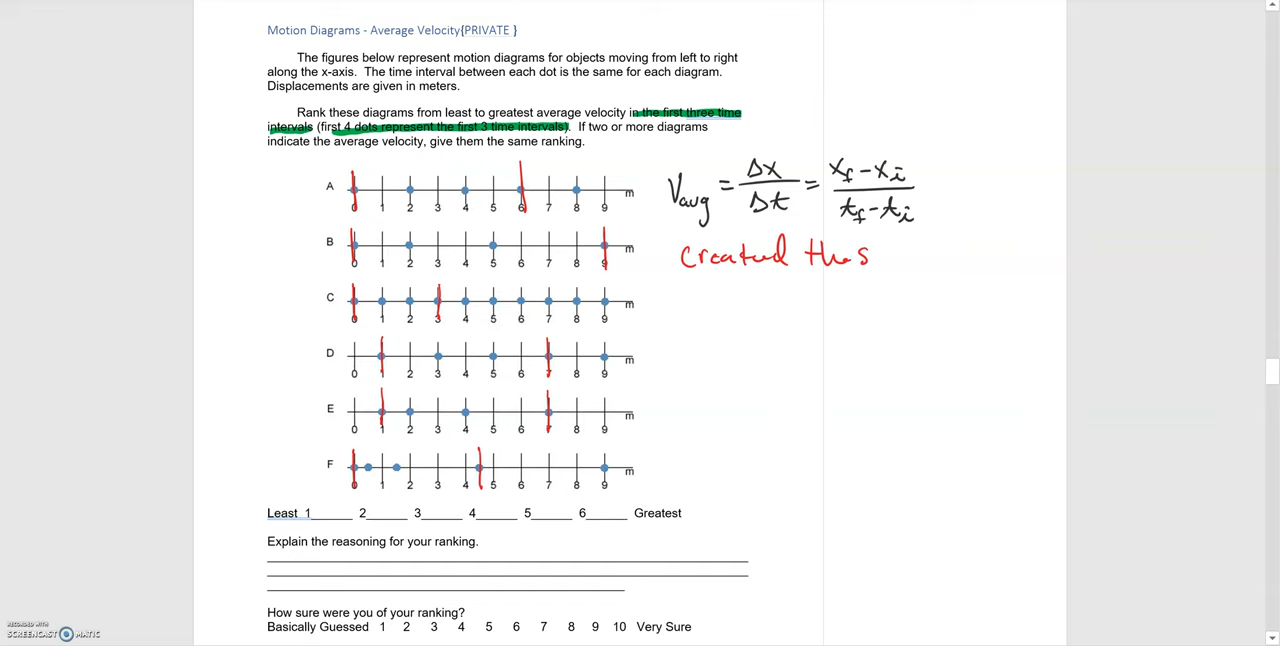 Motion Diagrams - Average Velocity{PRIVATE }
The figures below represent motion diagrams for objects moving from left to right
along the x-axis. The time interval between each dot is the same for each diagram.
Displacements are given in meters.
Rank these diagrams from least to greatest average velocity in the first three time
intervals (first 4 dots represent the first 3 time intervals). If two or more diagrams
indicate the average velocity, give them the same ranking.
A
m
0 1 2 3 4 5 6 7 8 9
B
m
0 1 2 3 4 5 6 7 8 9
C
m
0 1 2 3 4 5 6 7 8 9
D
m
0 1 2 3 4 5 6 7 8 9
E
m
0 1 2 3 4 5 6 7 8 9
F
m
0 1 2 3 4 5 6 7 8 9
Vavg = Δx/Δt = xf - xi / tf - ti
created the s
Least 1______ 2______ 3______ 4______ 5______ 6______ Greatest
Explain the reasoning for your ranking.
How sure were you of your ranking?
Basically Guessed 1 2 3 4 5 6 7 8 9 10 Very Sure
RECORDED WITH
SCREENCAST MATIC